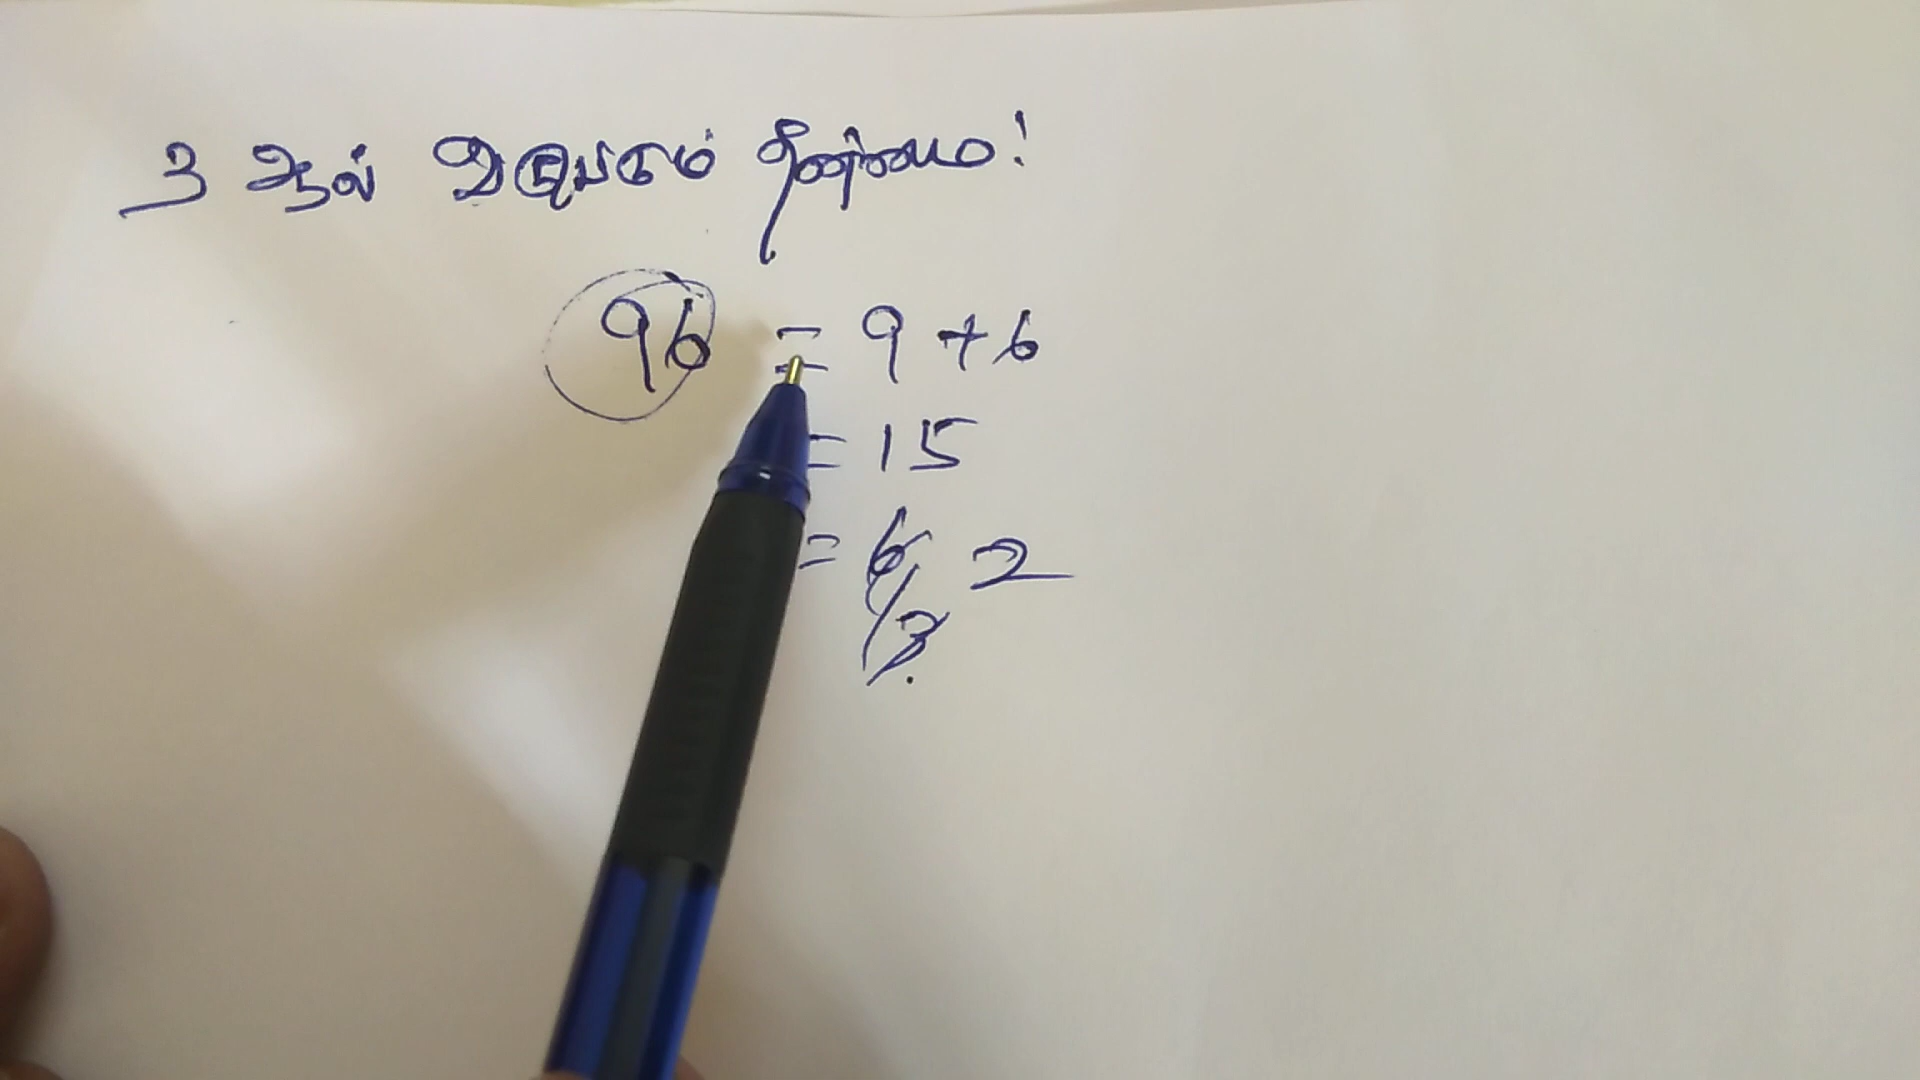 3 ஆல் வகுபடும் தன்மை!
96 = 9 + 6
= 15
= 6 2
/3